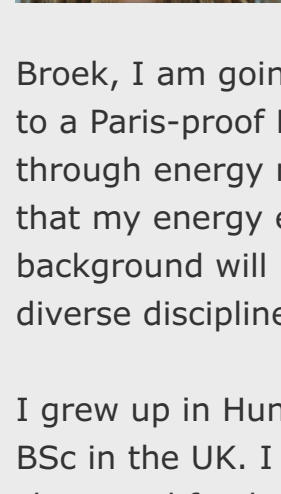 Broek, I am goin
to a Paris-proof
through energy
that my energy
background will
diverse discipline
I grew up in Hun
BSc in the UK. I